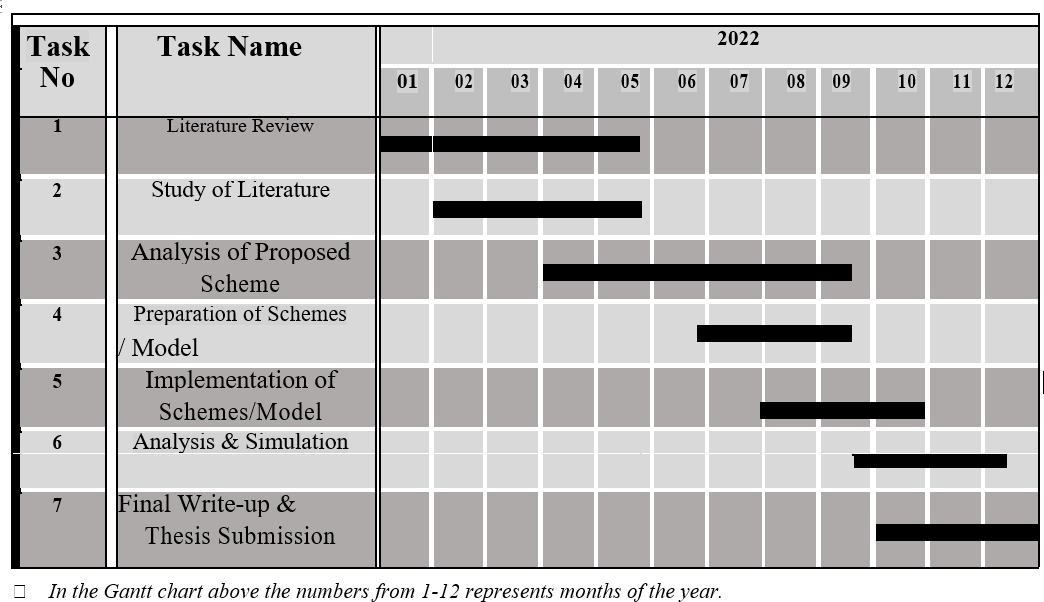 Task
No
Task Name
2022
01 02 03 04 05 06 07 08 09 10 11 12
1 Literature Review
2 Study of Literature
3 Analysis of Proposed
Scheme
4 Preparation of Schemes
/ Model
5 Implementation of
Schemes/Model
6 Analysis & Simulation
7 Final Write-up &
Thesis Submission
In the Gantt chart above the numbers from 1-12 represents months of the year.